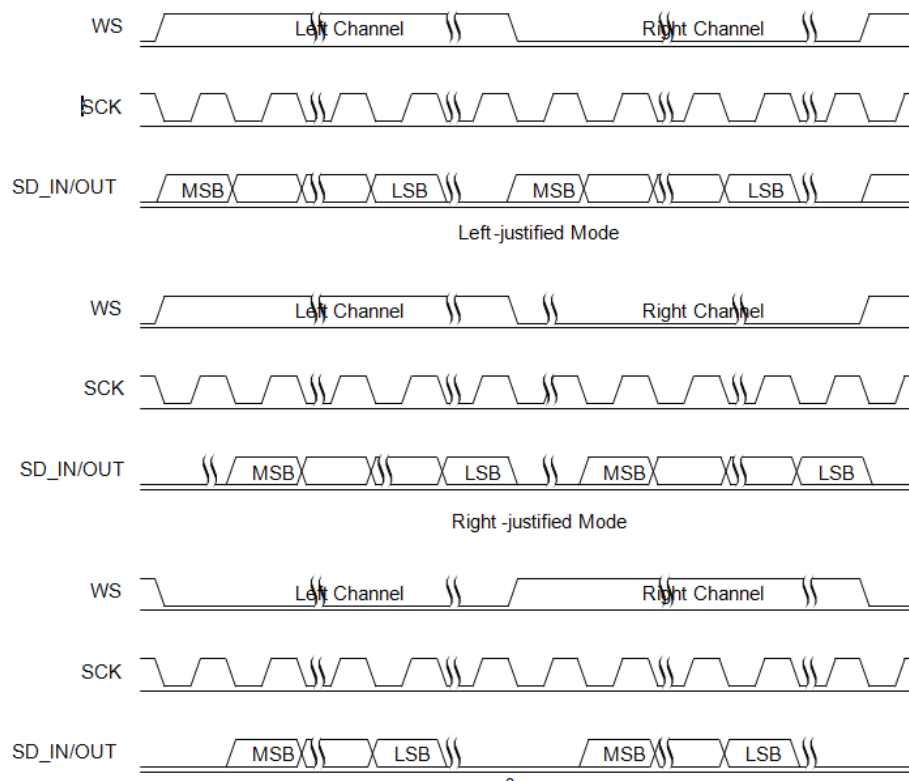 WS Left Channel Right Channel
SCK
SD_IN/OUT MSB LSB MSB LSB
Left-justified Mode
WS Left Channel Right Channel
SCK
SD_IN/OUT MSB LSB MSB LSB
Right-justified Mode
WS Left Channel Right Channel
SCK
SD_IN/OUT MSB LSB MSB LSB